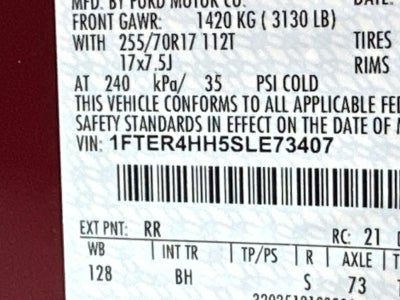 MFD. BY FORD MOTOR CO. DATE:
FRONT GAWR: 1420 KG ( 3130 LB)
WITH 255/70R17 112T TIRES
17x7.5J RIMS
AT 240 kPa/ 35 PSI COLD
THIS VEHICLE CONFORMS TO ALL APPLICABLE FED
SAFETY STANDARDS IN EFFECT ON THE DATE OF M
VIN: 1FTER4HH5SLE73407
EXT PNT: RR RC: 21
WB INT TR TP/PS R AXLE T
128 BH S 73